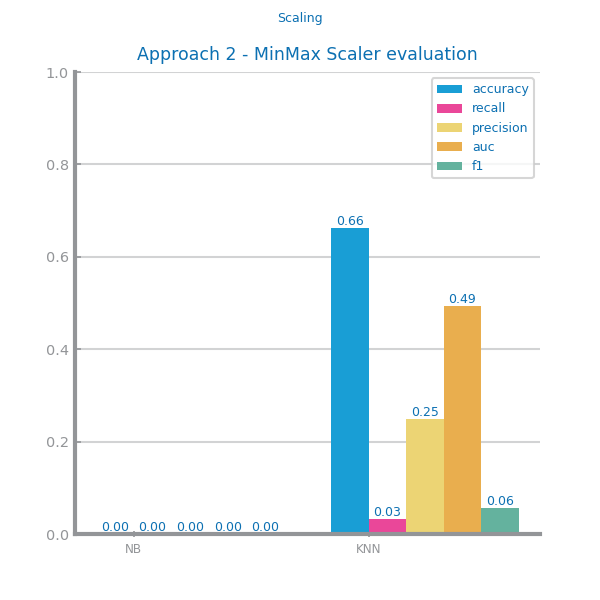 Scaling
Approach 2 - MinMax Scaler evaluation
1.0
0.8
0.6
0.4
0.2
0.0
accuracy
recall
precision
auc
f1
0.00 0.00 0.00 0.00 0.00
0.66
0.03
0.25
0.49
0.06
NB KNN